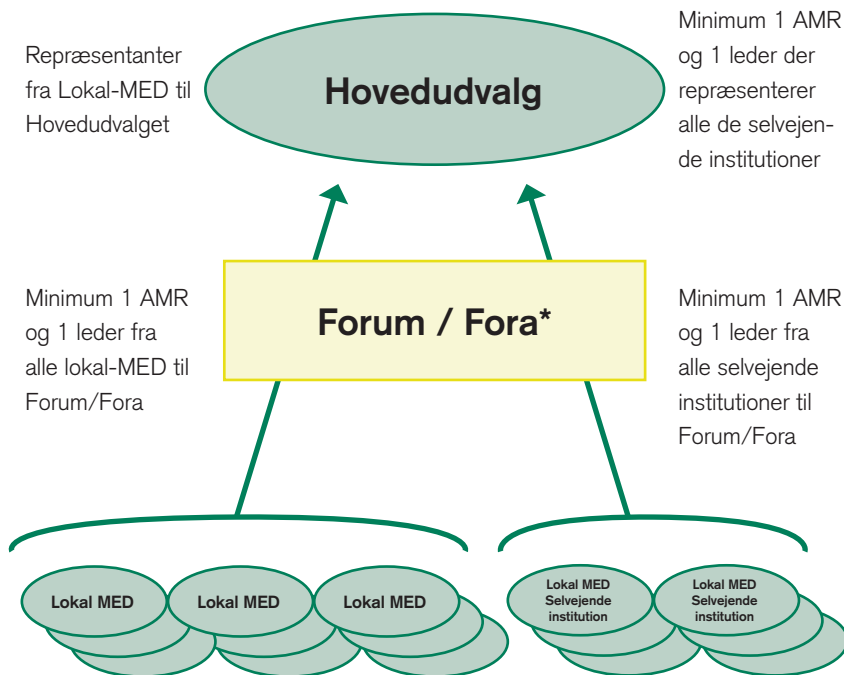 Repræsentanter
fra Lokal-MED til
Hovedudvalget
Hovedudvalg
Minimum 1 AMR
og 1 leder der
repræsenterer
alle de selvejen-
de institutioner
Minimum 1 AMR
og 1 leder fra
alle lokal-MED til
Forum/Fora
Forum / Fora*
Minimum 1 AMR
og 1 leder fra
alle selvejende
institutioner til
Forum/Fora
Lokal MED
Lokal MED
Lokal MED
Lokal MED
Selvejende
institution
Lokal MED
Selvejende
institution